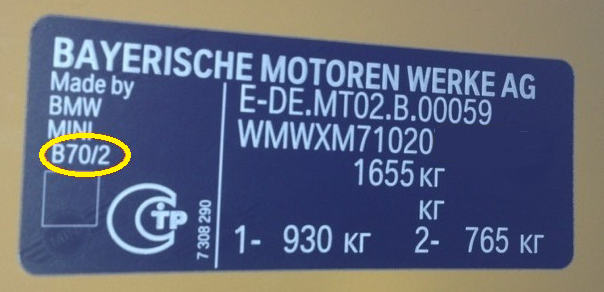 BAYERISCHE MOTOREN WERKE AG
Made by
BMW
MINI
B70/2
E-DE.MT02.B.00059
WMWXM71020
1655 кг
кг
1- 930 кг 2- 765 кг
СТР
7 308 290